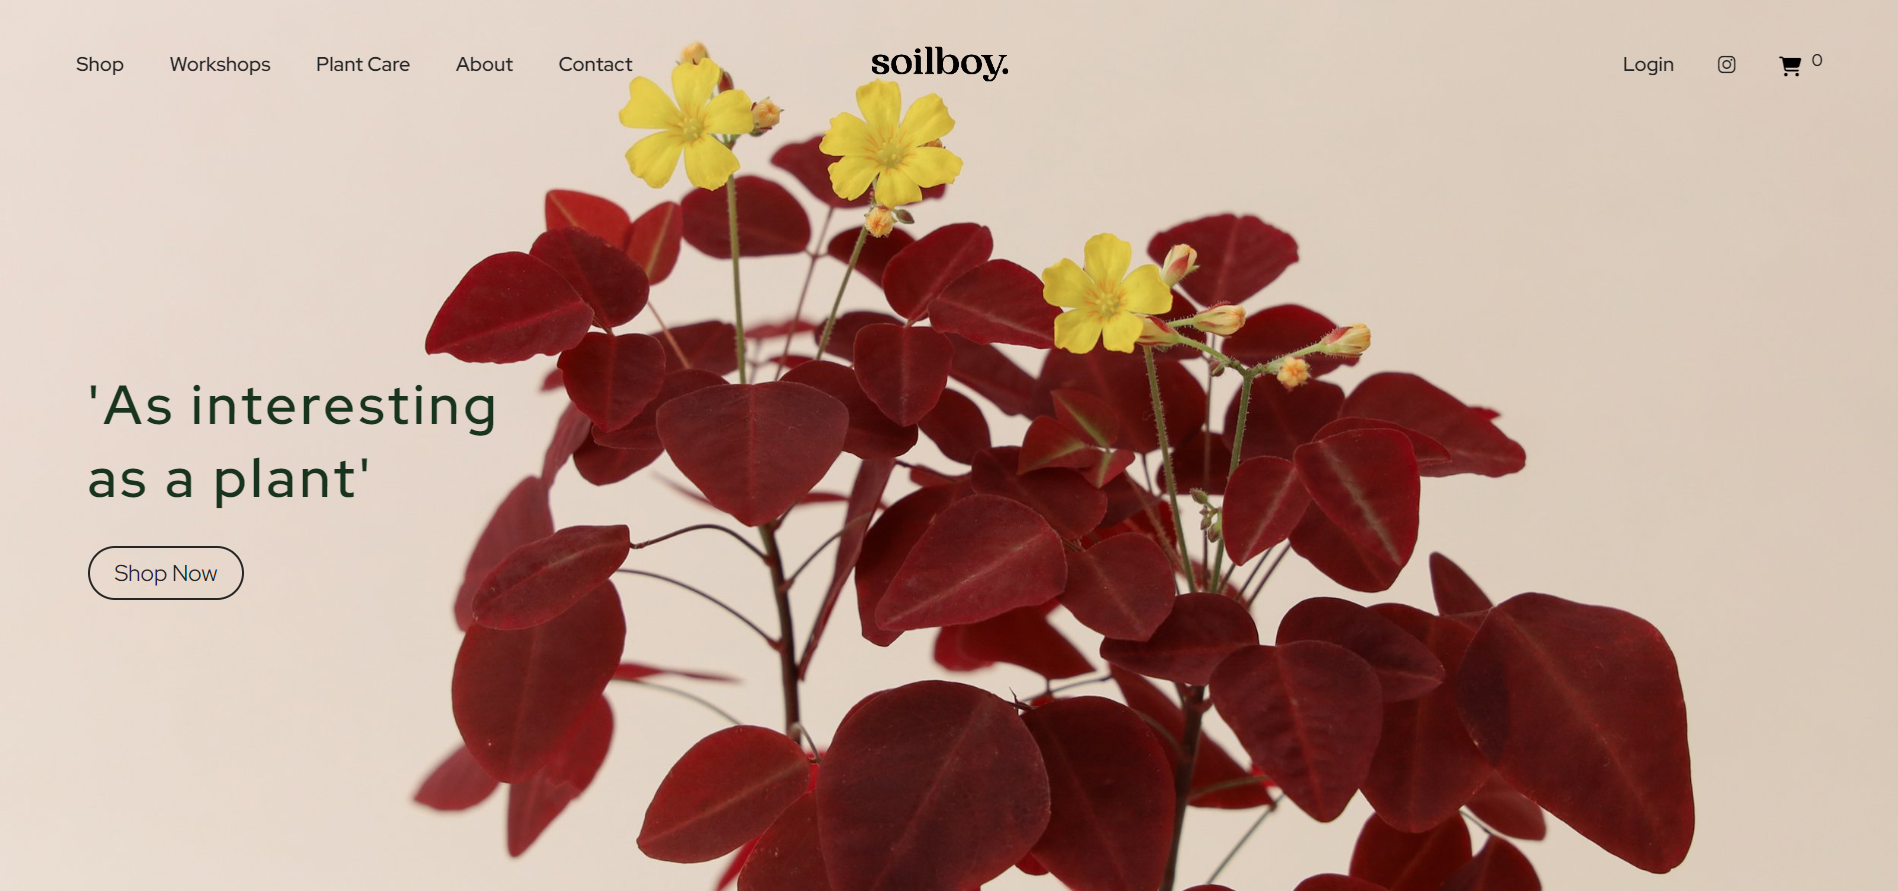 Shop Workshops Plant Care About Contact soilboy. Login 0
'As interesting
as a plant'
Shop Now